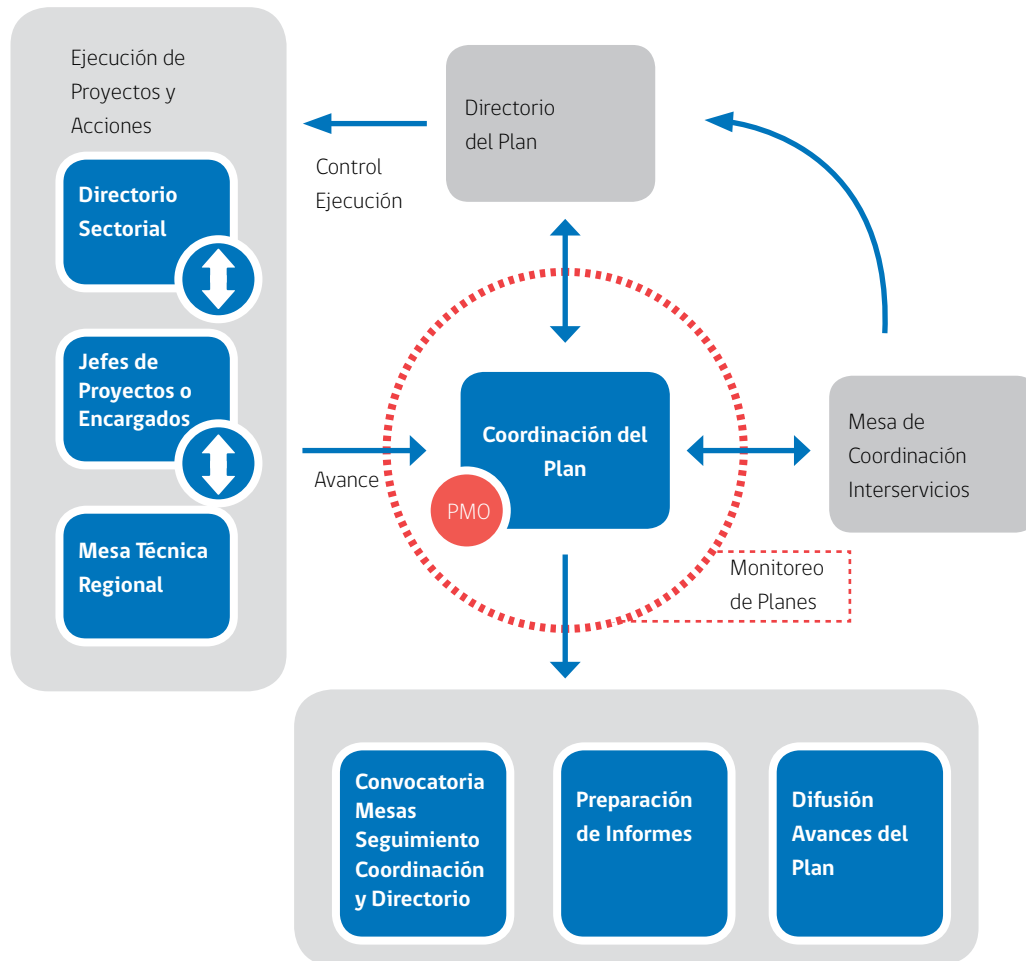 Ejecución de
Proyectos y
Acciones
Directorio
Sectorial
Jefes de
Proyectos o
Encargados
Mesa Técnica
Regional
Control
Ejecución
Directorio
del Plan
Avance
Coordinación del
Plan
PMO
Mesa de
Coordinación
Interservicios
Monitoreo
de Planes
Convocatoria
Mesas
Seguimiento
Coordinación
y Directorio
Preparación
de Informes
Difusión
Avances del
Plan